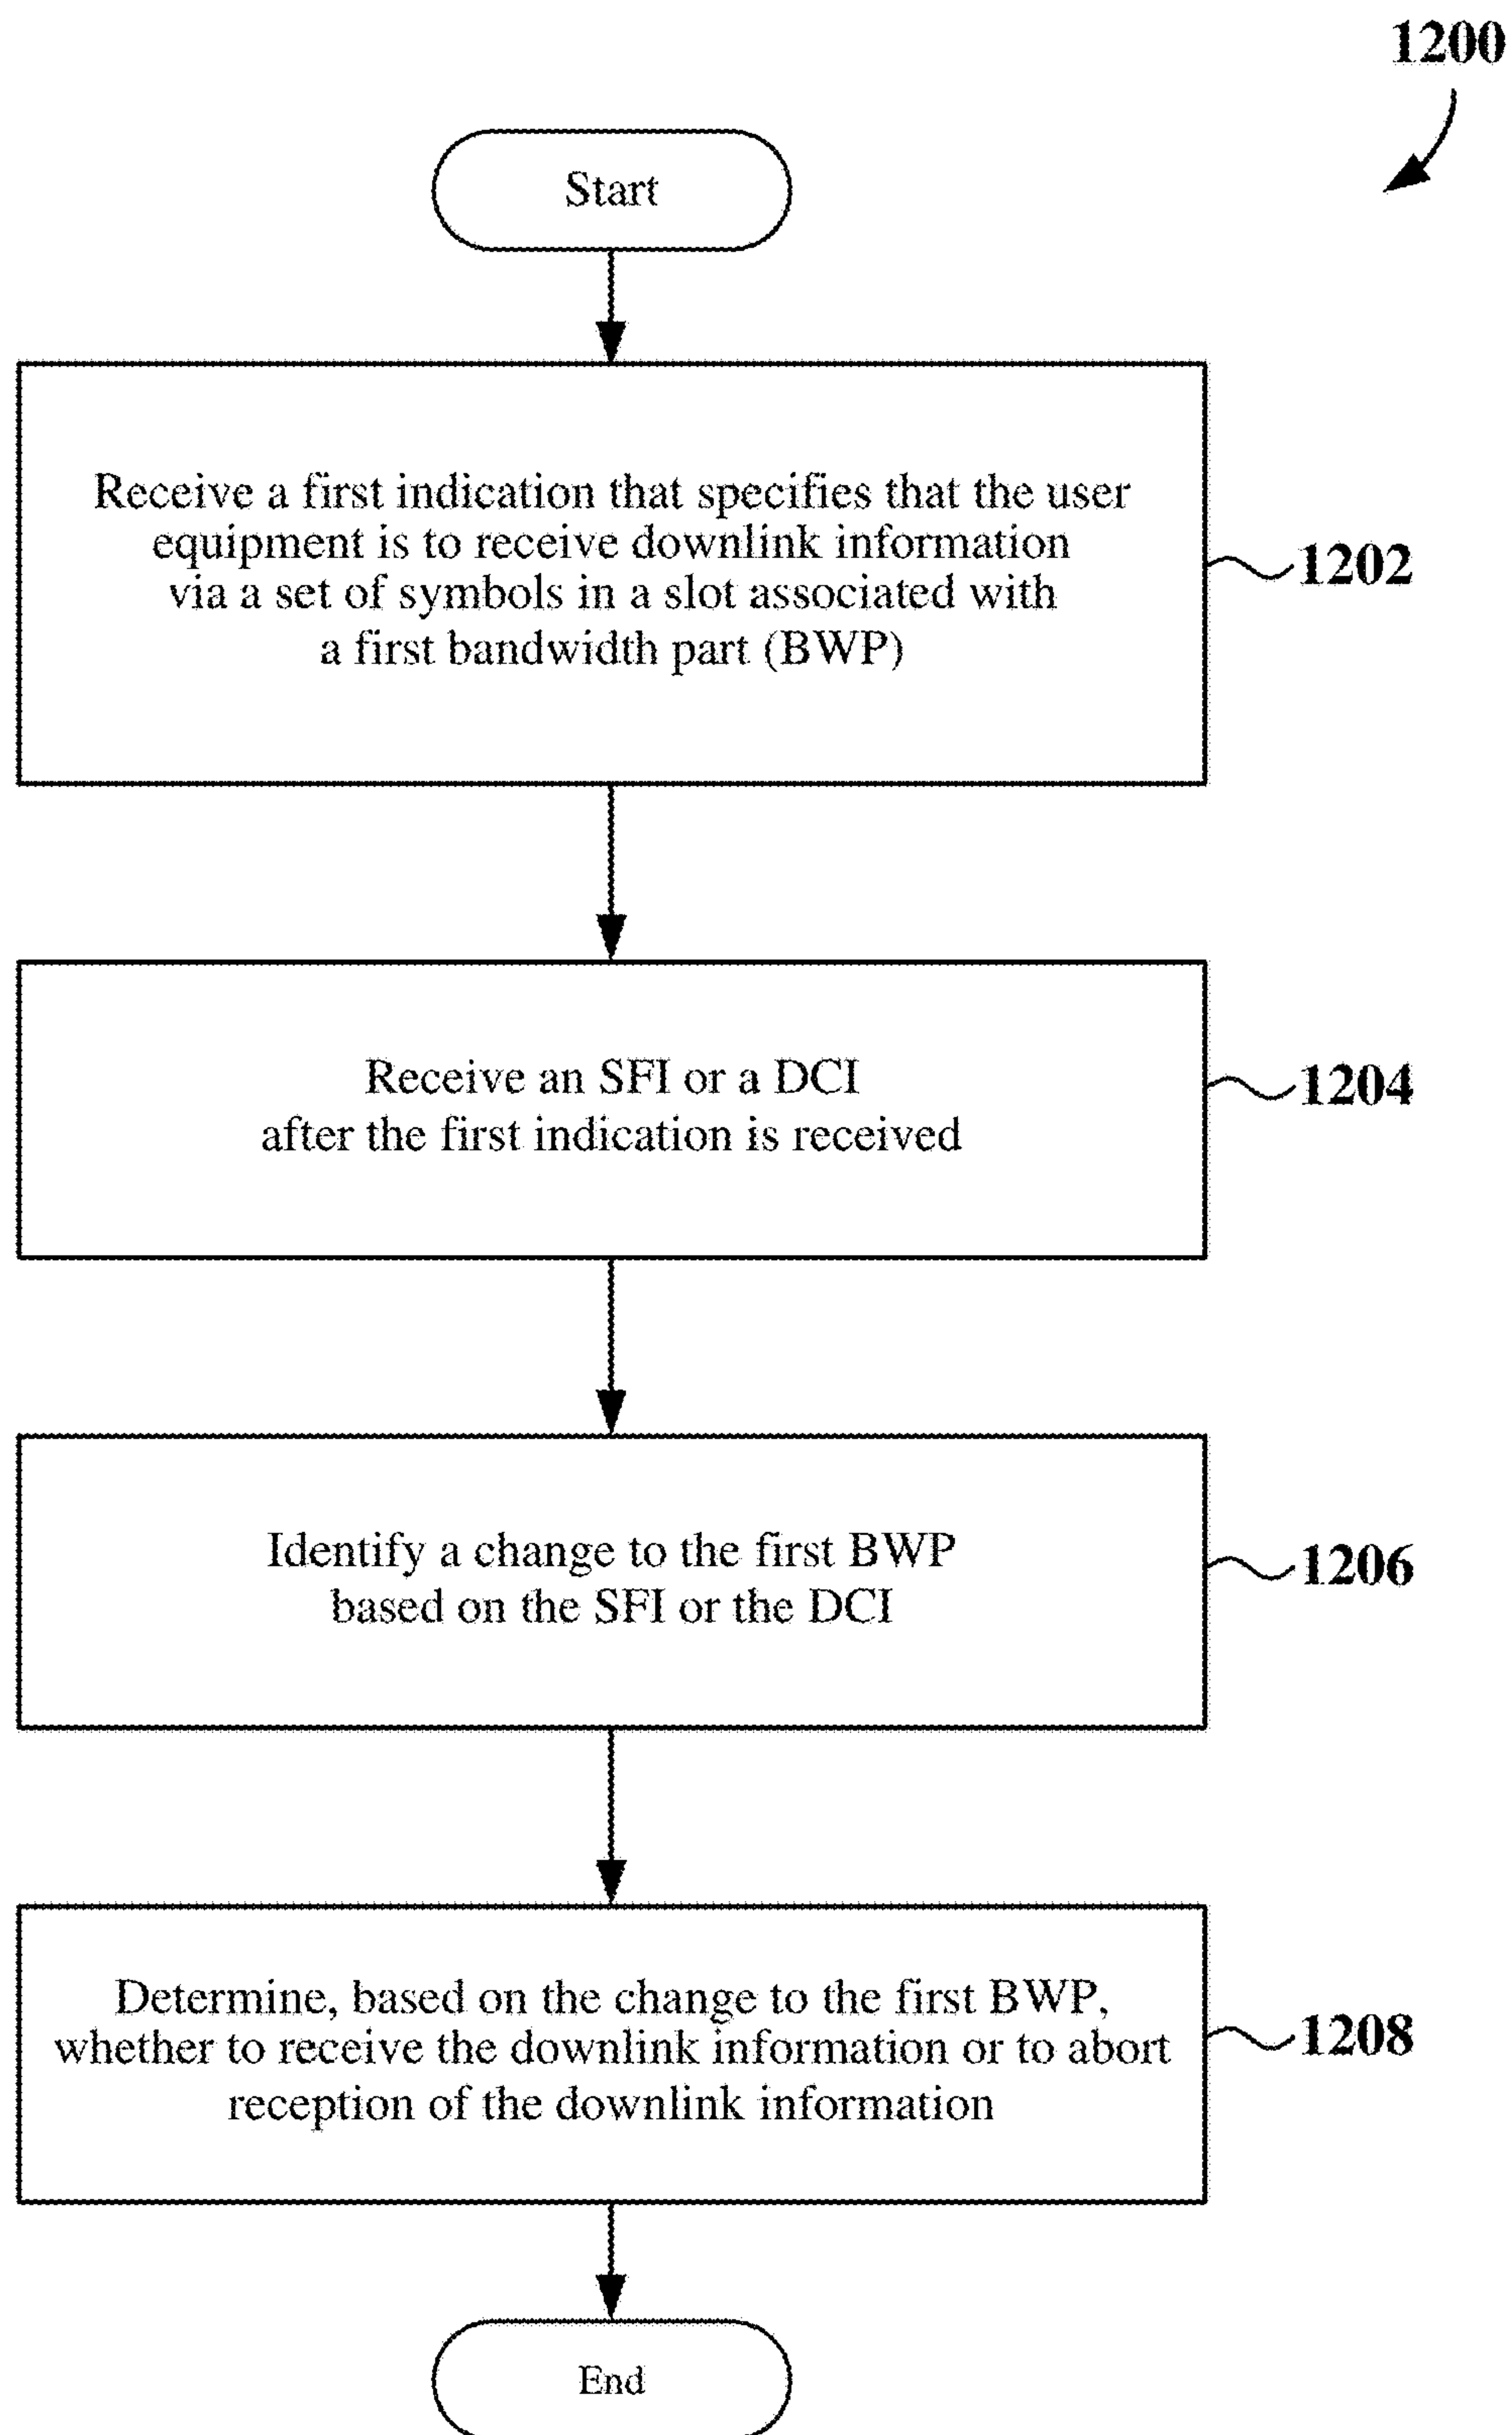 1200
Start
Receive a first indication that specifies that the user
equipment is to receive downlink information
via a set of symbols in a slot associated with
a first bandwidth part (BWP)
1202
Receive an SFI or a DCI
after the first indication is received
1204
Identify a change to the first BWP
based on the SFI or the DCI
1206
Determine, based on the change to the first BWP,
whether to receive the downlink information or to abort
reception of the downlink information
1208
End